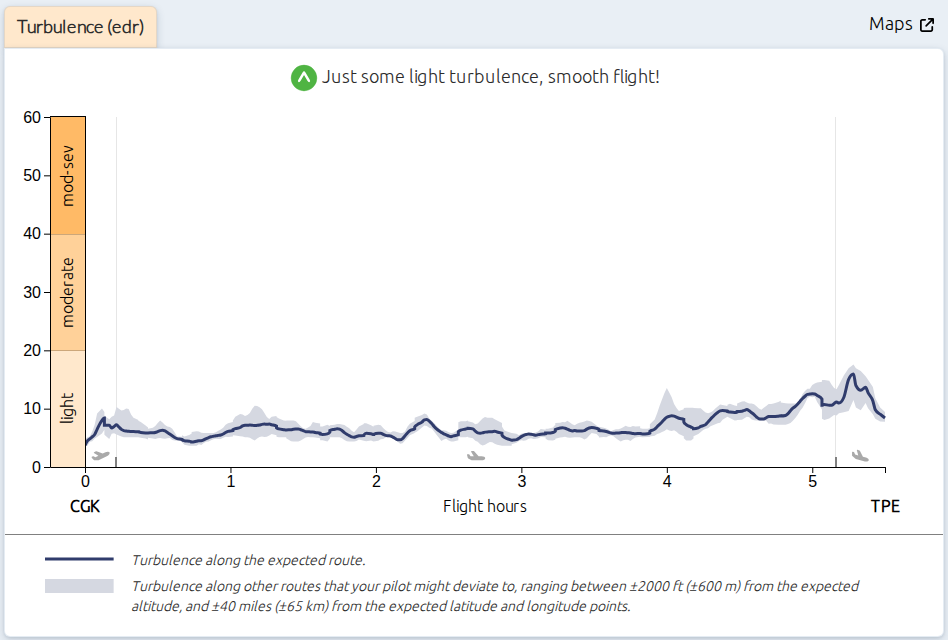 Turbulence (edr)
Maps
Just some light turbulence, smooth flight!
60
50
40
30
20
10
0
mod-sev
moderate
light
0 1 2 3 4 5
CGK Flight hours TPE
Turbulence along the expected route.
Turbulence along other routes that your pilot might deviate to, ranging between ±2000 ft (±600 m) from the expected
altitude, and ±40 miles (±65 km) from the expected latitude and longitude points.